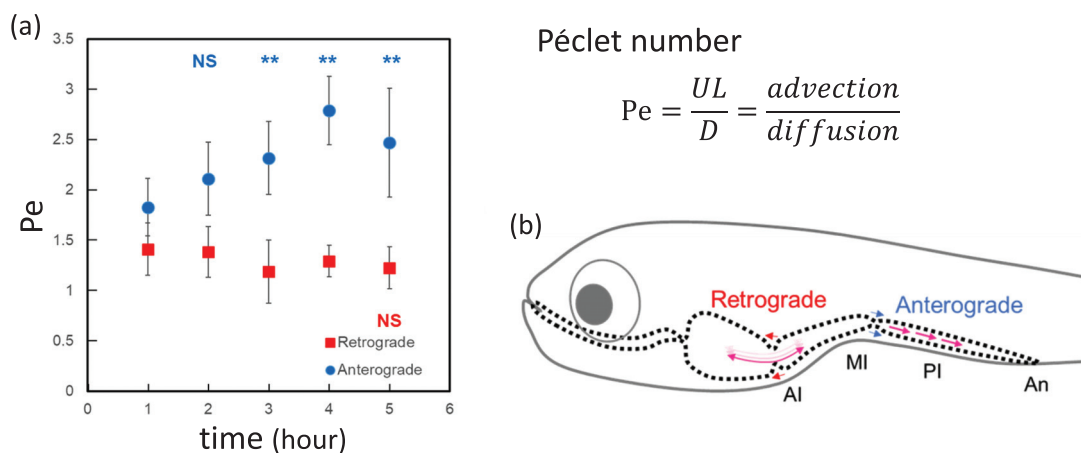 (a)
Pe
3.5
3
2.5
2
1.5
1
0.5
0
NS ** ** **
NS
Retrograde
Anterograde
0 1 2 3 4 5 6
time (hour)
Péclet number
Pe = UL/D = advection/diffusion
(b)
Retrograde
Anterograde
AI
MI
PI
An